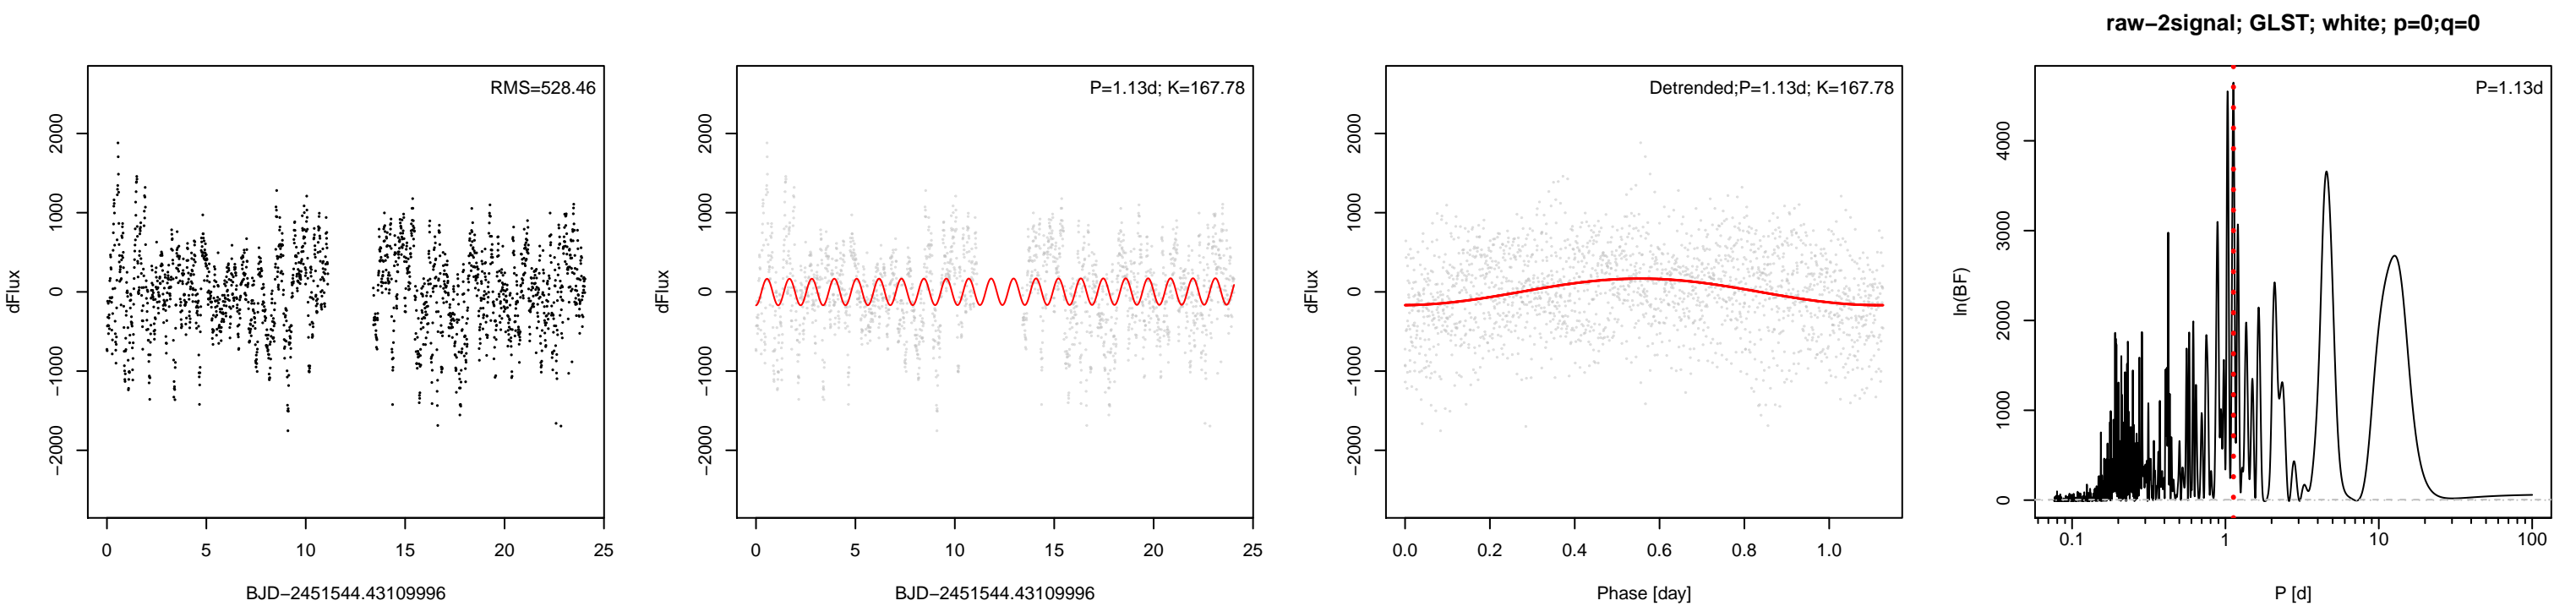 raw−2signal; GLST; white; p=0;q=0
RMS=528.46
dFlux
2000
1000
0
−1000
−2000
0 5 10 15 20 25
BJD−2451544.43109996
P=1.13d; K=167.78
dFlux
2000
1000
0
−1000
−2000
0 5 10 15 20 25
BJD−2451544.43109996
Detrended;P=1.13d; K=167.78
dFlux
2000
1000
0
−1000
−2000
0.0 0.2 0.4 0.6 0.8 1.0
Phase [day]
P=1.13d
ln(BF)
4000
3000
2000
1000
0
0.1 1 10 100
P [d]